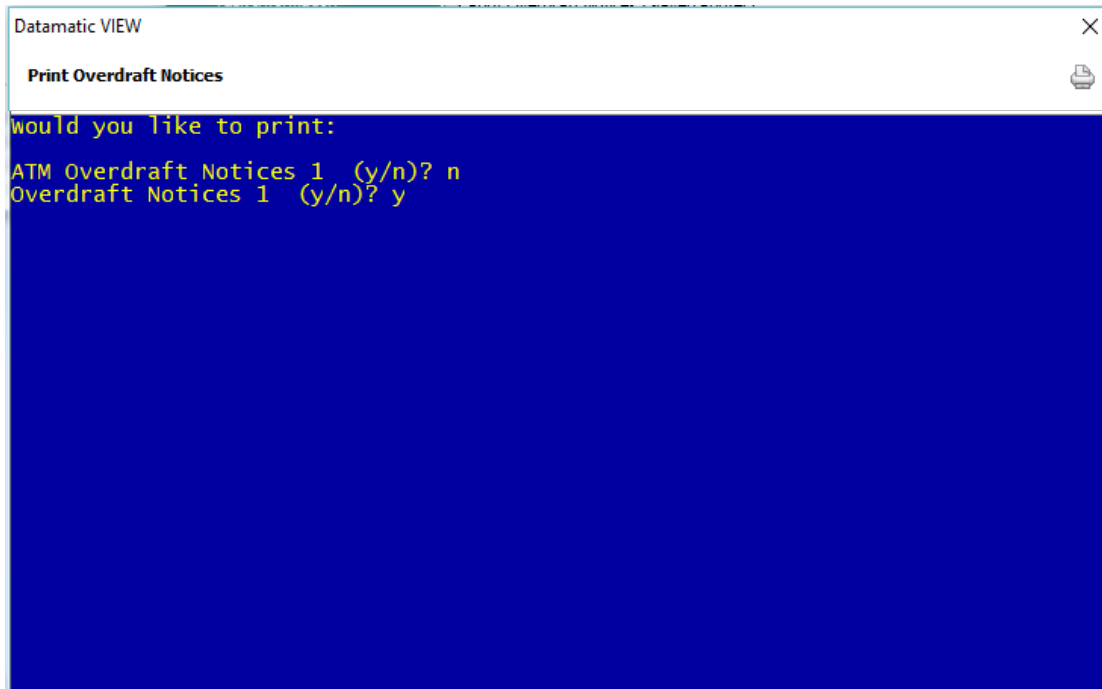 Datamatic VIEW
Print Overdraft Notices
Would you like to print:
ATM Overdraft Notices 1 (y/n)? n
Overdraft Notices 1 (y/n)? y